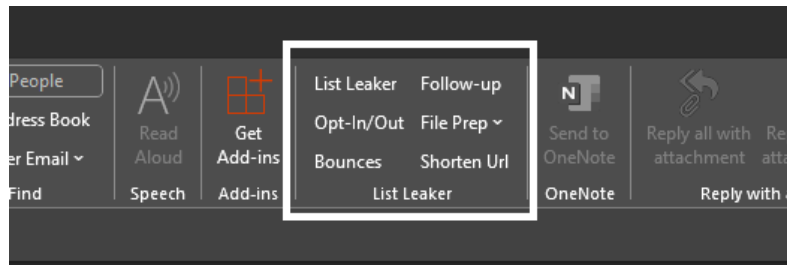 People
dress Book
er Email
Find
Read
Aloud
Speech
Get
Add-ins
Add-ins
List Leaker Follow-up
Opt-In/Out File Prep
Bounces Shorten Url
List Leaker
N
Send to
OneNote
OneNote
Reply all with
attachment
Re
atta
Reply with